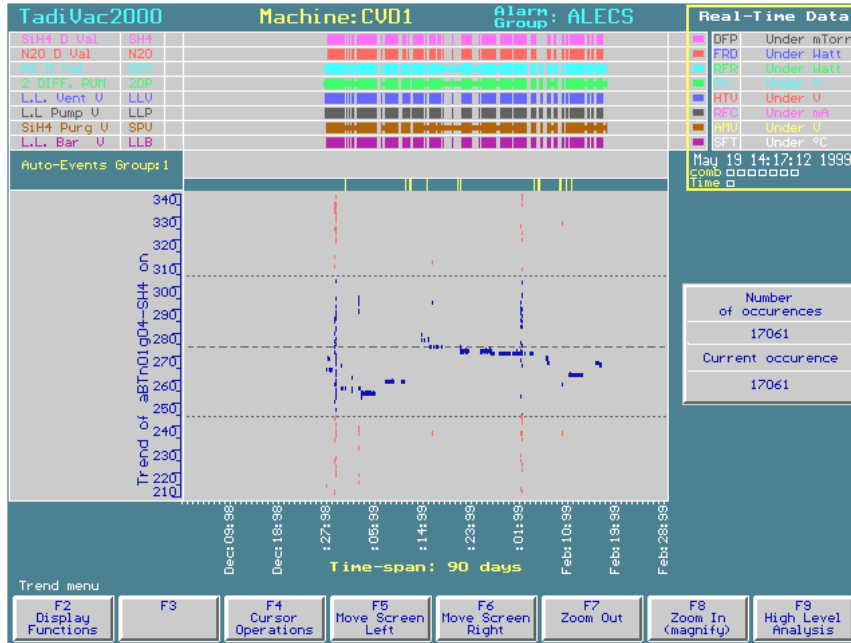 TadiVac2000 Machine:CVD1 Alarm Group: ALECS Real-Time Data
SiH4 D Val SH4 DFP Under mTorr
N2O D Val N2O FRD Under Watt
N2 D Val RFR Under Watt
2 DIFF. PUM 2DP Under V
L.L. Vent V LLV HTV Under V
L.L Pump V LLP RFC Under mA
SiH4 Purg V SPV AMV Under V
L.L. Bar V LLB SFT Under °C
Auto-Events Group:1
May 19 14:17:12 1999
comb
Time
Trend of aBTn01g04-SH4 on
340
330
320
310
300
290
280
270
260
250
240
230
220
210
Number
of occurences
17061
Current occurence
17061
Dec:09:98
Dec:18:98
:27:98
:05:99
:14:99
:23:99
:01:99
Feb:10:99
Feb:19:99
Feb:28:99
Time-span: 90 days
Trend menu
F2 Display Functions
F3
F4 Cursor Operations
F5 Move Screen Left
F6 Move Screen Right
F7 Zoom Out
F8 Zoom In (magnify)
F9 High Level Analysis